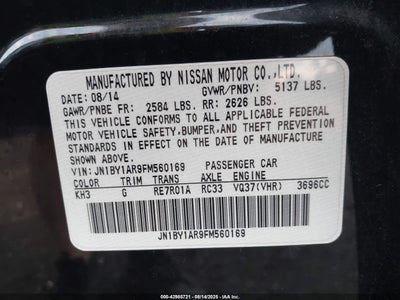 MANUFACTURED BY NISSAN MOTOR CO.,LTD.
DATE: 08/14 GVWR/PNBV: 5137 LBS.
GAWR/PNBE FR: 2584 LBS. RR: 2626 LBS.
THIS VEHICLE CONFORMS TO ALL APPLICABLE FEDERAL
MOTOR VEHICLE SAFETY, BUMPER, AND THEFT PREVENTION
STANDARDS IN EFFECT ON THE DATE OF MANUFACTURE
SHOWN ABOVE.
VIN: JN1BY1AR9FM560169 PASSENGER CAR
COLOR TRIM TRANS AXLE ENGINE
KH3 G RE7R01A RC33 VQ37(VHR) 3696CC
JN1BY1AR9FM560169
000-42985721 - 08/14/2025 - IAAI.COM